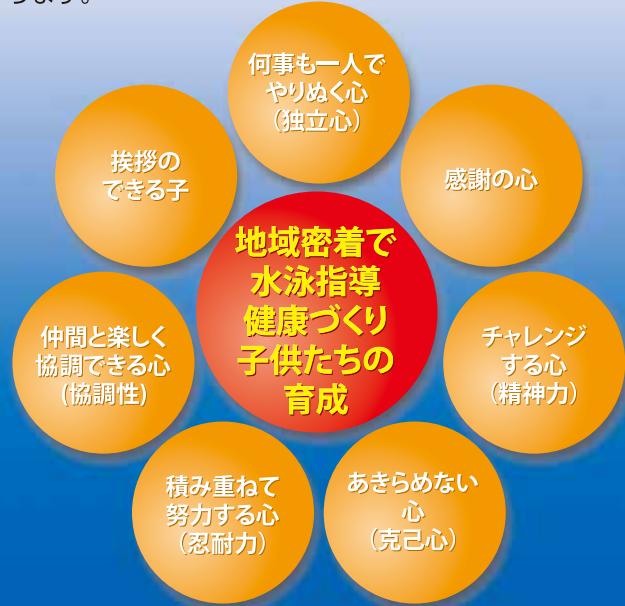 ります。
何事も一人で
やりぬく心
（独立心）
挨拶の
できる子
感謝の心
地域密着で
水泳指導
健康づくり
子供たちの
育成
仲間と楽しく
協調できる心
(協調性)
チャレンジ
する心
（精神力）
積み重ねて
努力する心
（忍耐力）
あきらめない
心
（克己心）